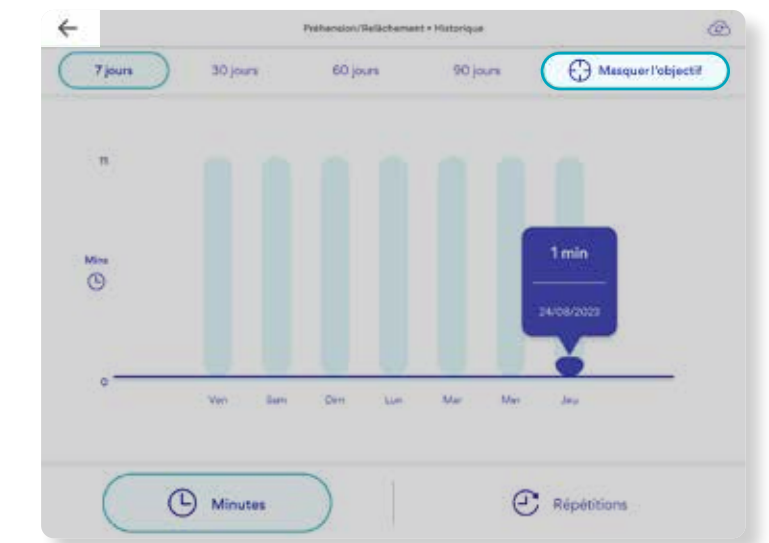 Préhension/Relâchement • Historique
7 jours 30 jours 60 jours 90 jours Masquer l'objectif
11
1 min
Mins
24/08/2023
0
Ven Sam Dim Lun Mar Mer Jeu
Minutes Répétitions